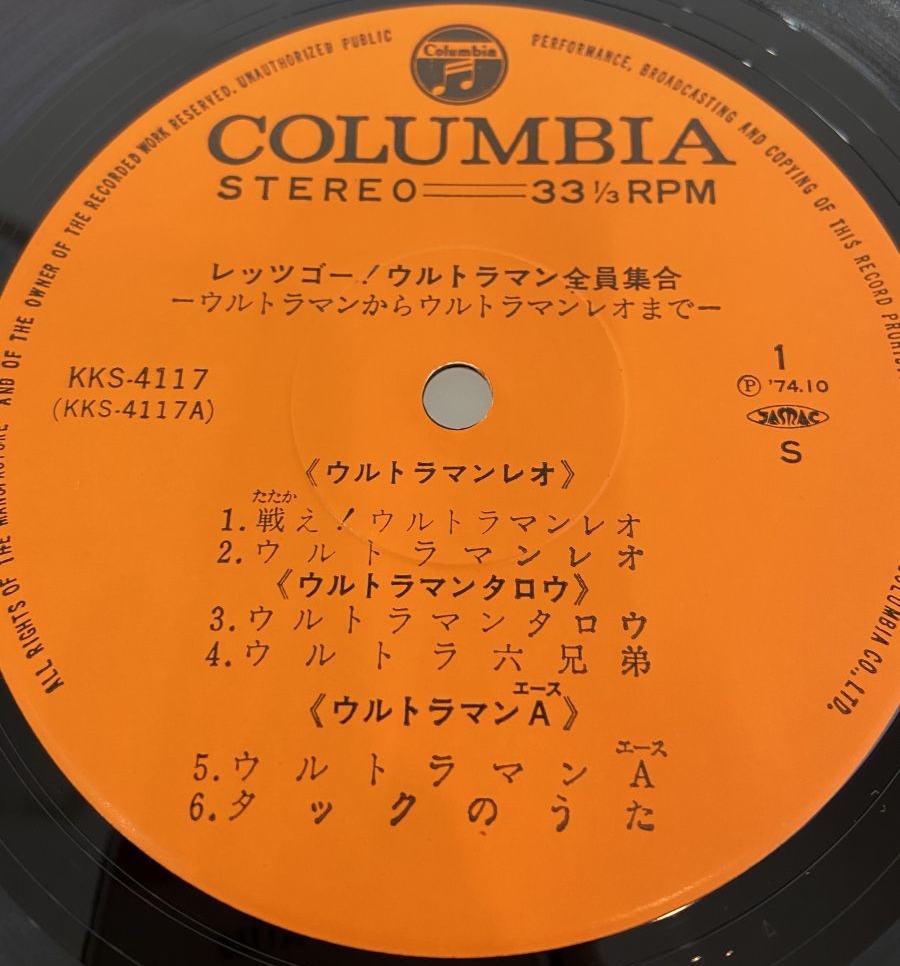 Columbia
ALL RIGHTS OF THE MANUFACTURE AND OF THE OWNER OF THE RECORDED WORK RESERVED. UNAUTHORIZED PUBLIC PERFORMANCE, BROADCASTING AND COPYING OF THIS RECORD
COLUMBIA CO., LTD.
COLUMBIA
STEREO 33 1/3 RPM
レッツゴー!ウルトラマン全員集合
ーウルトラマンからウルトラマンレオまでー
KKS-4117
(KKS-4117A)
1
Ⓟ '74.10
JASRAC
S
《ウルトラマンレオ》
たたか
1.戦え!ウルトラマンレオ
2.ウルトラマンレオ
《ウルトラマンタロウ》
3.ウルトラマンタロウ
4.ウルトラ六兄弟
エース
《ウルトラマンA》
エース
5.ウルトラマンA
6.タックのうた